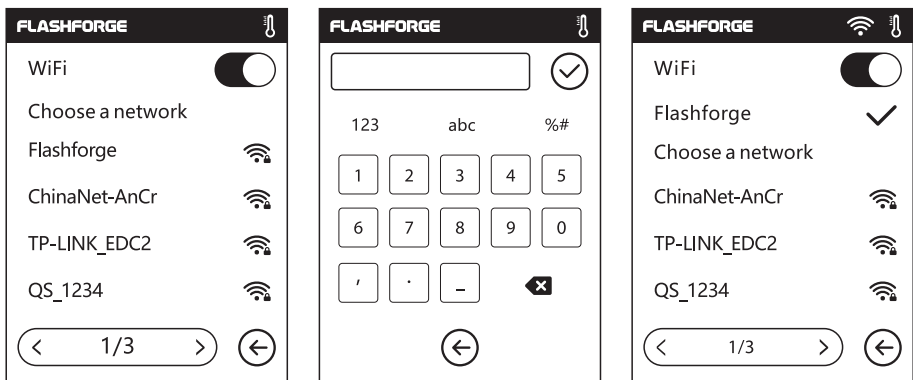 FLASHFORGE
WiFi
Choose a network
Flashforge
ChinaNet-AnCr
TP-LINK_EDC2
QS_1234
1/3
FLASHFORGE
123 abc %#
1 2 3 4 5
6 7 8 9 0
, . _
FLASHFORGE
WiFi
Flashforge
Choose a network
ChinaNet-AnCr
TP-LINK_EDC2
QS_1234
1/3